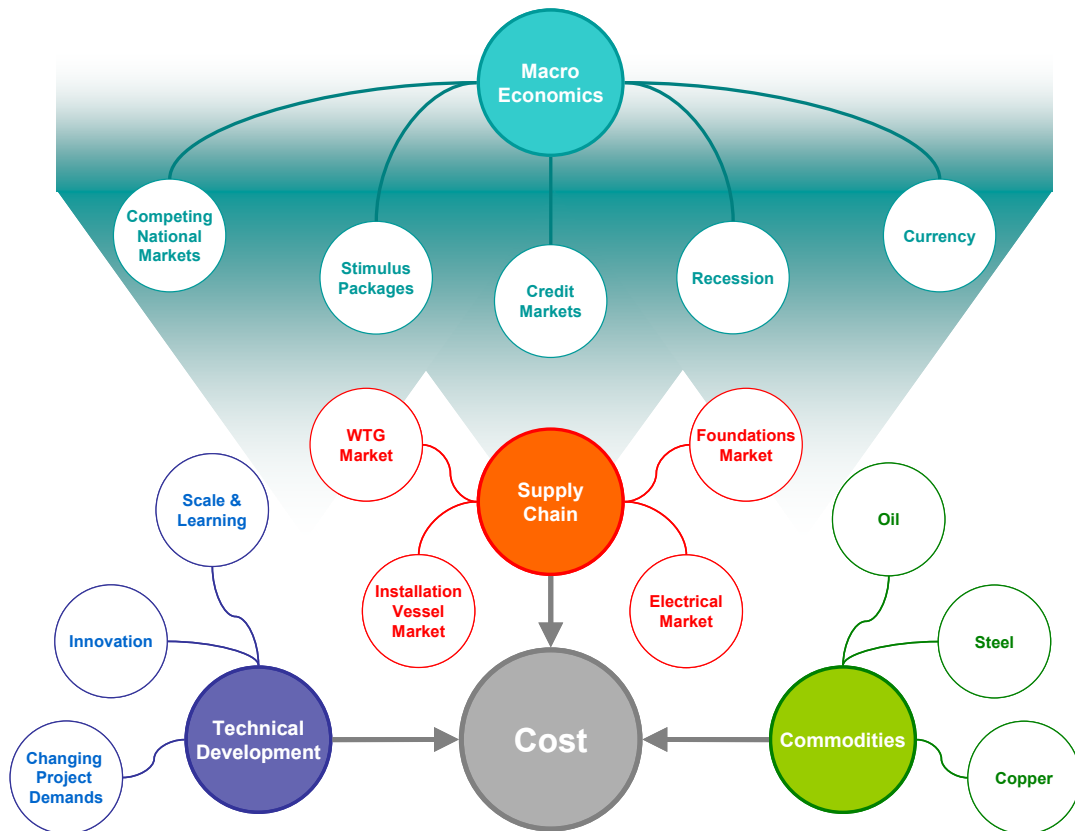 Macro
Economics
Competing
National
Markets
Stimulus
Packages
Credit
Markets
Recession
Currency
WTG
Market
Foundations
Market
Supply
Chain
Installation
Vessel
Market
Electrical
Market
Scale &
Learning
Innovation
Changing
Project
Demands
Technical
Development
Cost
Commodities
Oil
Steel
Copper